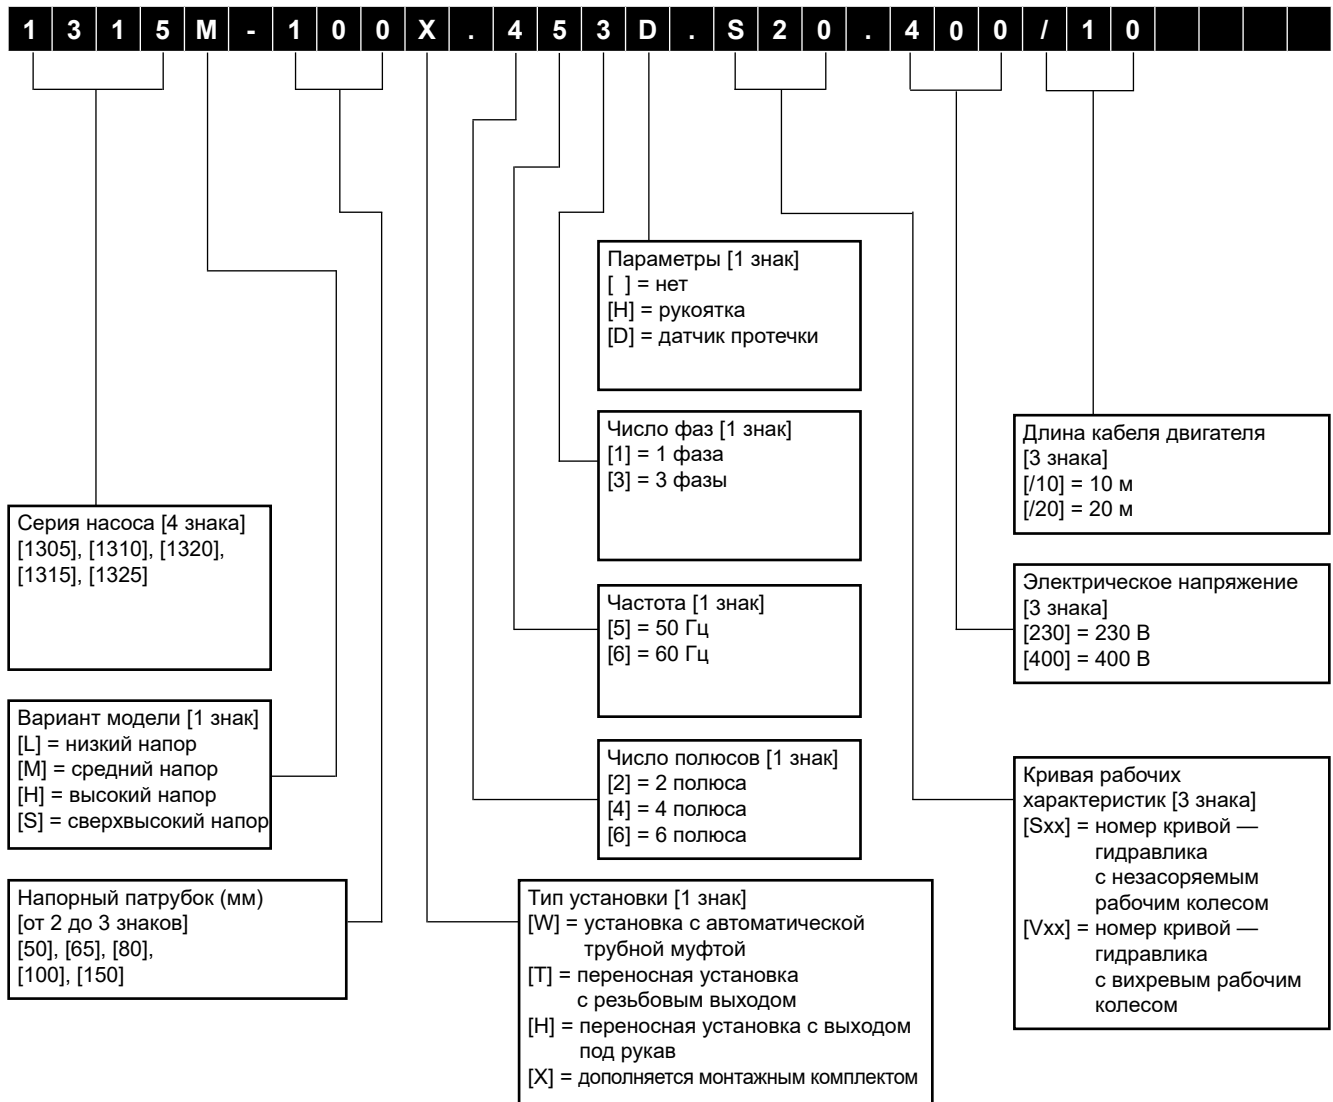 1315M-100X.453D.S20.400/10
Параметры [1 знак]
[ ] = нет
[H] = рукоятка
[D] = датчик протечки
Число фаз [1 знак]
[1] = 1 фаза
[3] = 3 фазы
Длина кабеля двигателя
[3 знака]
[/10] = 10 м
[/20] = 20 м
Серия насоса [4 знака]
[1305], [1310], [1320],
[1315], [1325]
Электрическое напряжение
[3 знака]
[230] = 230 В
[400] = 400 В
Частота [1 знак]
[5] = 50 Гц
[6] = 60 Гц
Вариант модели [1 знак]
[L] = низкий напор
[M] = средний напор
[H] = высокий напор
[S] = сверхвысокий напор
Число полюсов [1 знак]
[2] = 2 полюса
[4] = 4 полюса
[6] = 6 полюса
Кривая рабочих
характеристик [3 знака]
[Sxx] = номер кривой —
гидравлика
с незасоряемым
рабочим колесом
[Vxx] = номер кривой —
гидравлика
с вихревым рабочим
колесом
Напорный патрубок (мм)
[от 2 до 3 знаков]
[50], [65], [80],
[100], [150]
Тип установки [1 знак]
[W] = установка с автоматической
трубной муфтой
[T] = переносная установка
с резьбовым выходом
[H] = переносная установка с выходом
под рукав
[X] = дополняется монтажным комплектом